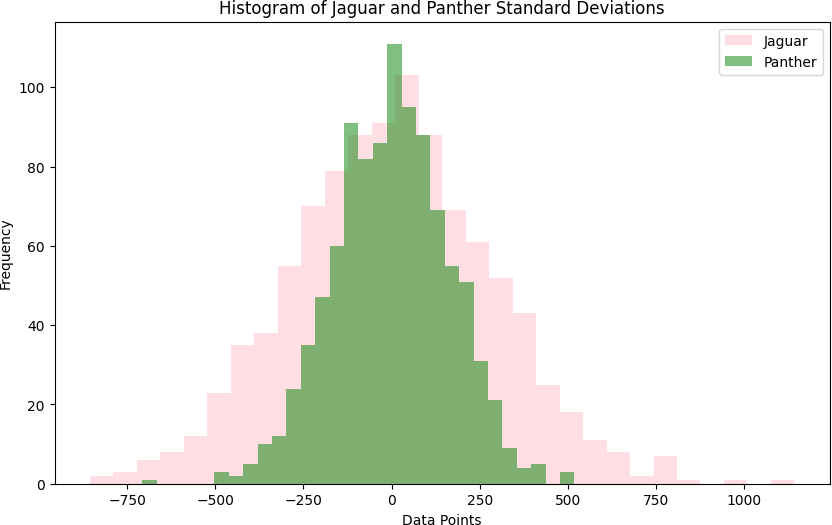 Histogram of Jaguar and Panther Standard Deviations
Jaguar
Panther
100
80
60
40
20
0
Frequency
−750
−500
−250
0
250
500
750
1000
Data Points